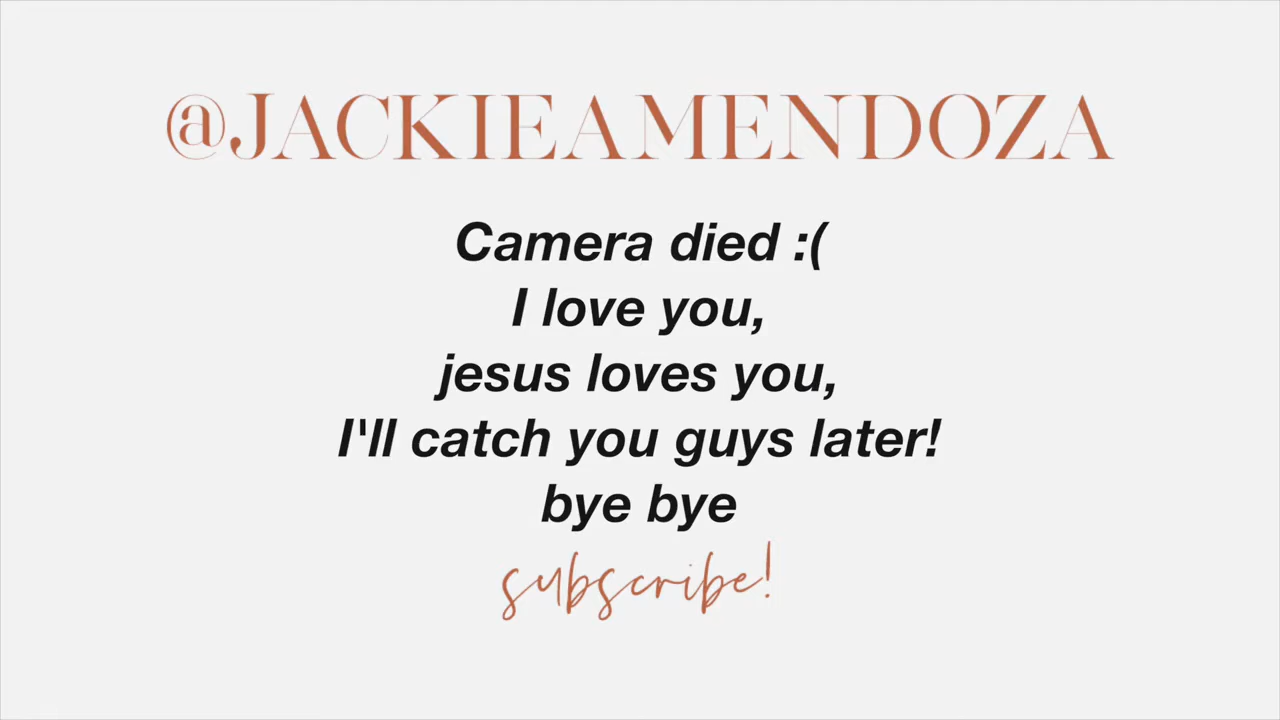 @JACKIEAMENDOZA
Camera died :(
I love you,
jesus loves you,
I'll catch you guys later!
bye bye
subscribe!